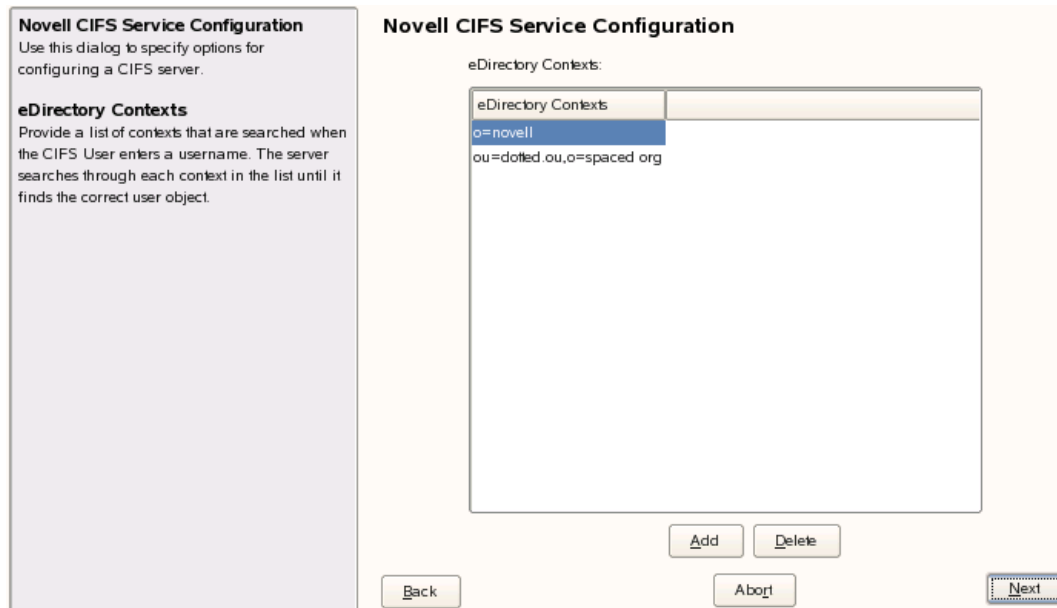 Novell CIFS Service Configuration
Use this dialog to specify options for
configuring a CIFS server.
eDirectory Contexts
Provide a list of contexts that are searched when
the CIFS User enters a username. The server
searches through each context in the list until it
finds the correct user object.
Novell CIFS Service Configuration
eDirectory Contexts:
eDirectory Contexts
o=novell
ou=dotted.ou,o=spaced org
Add Delete
Back Abort Next